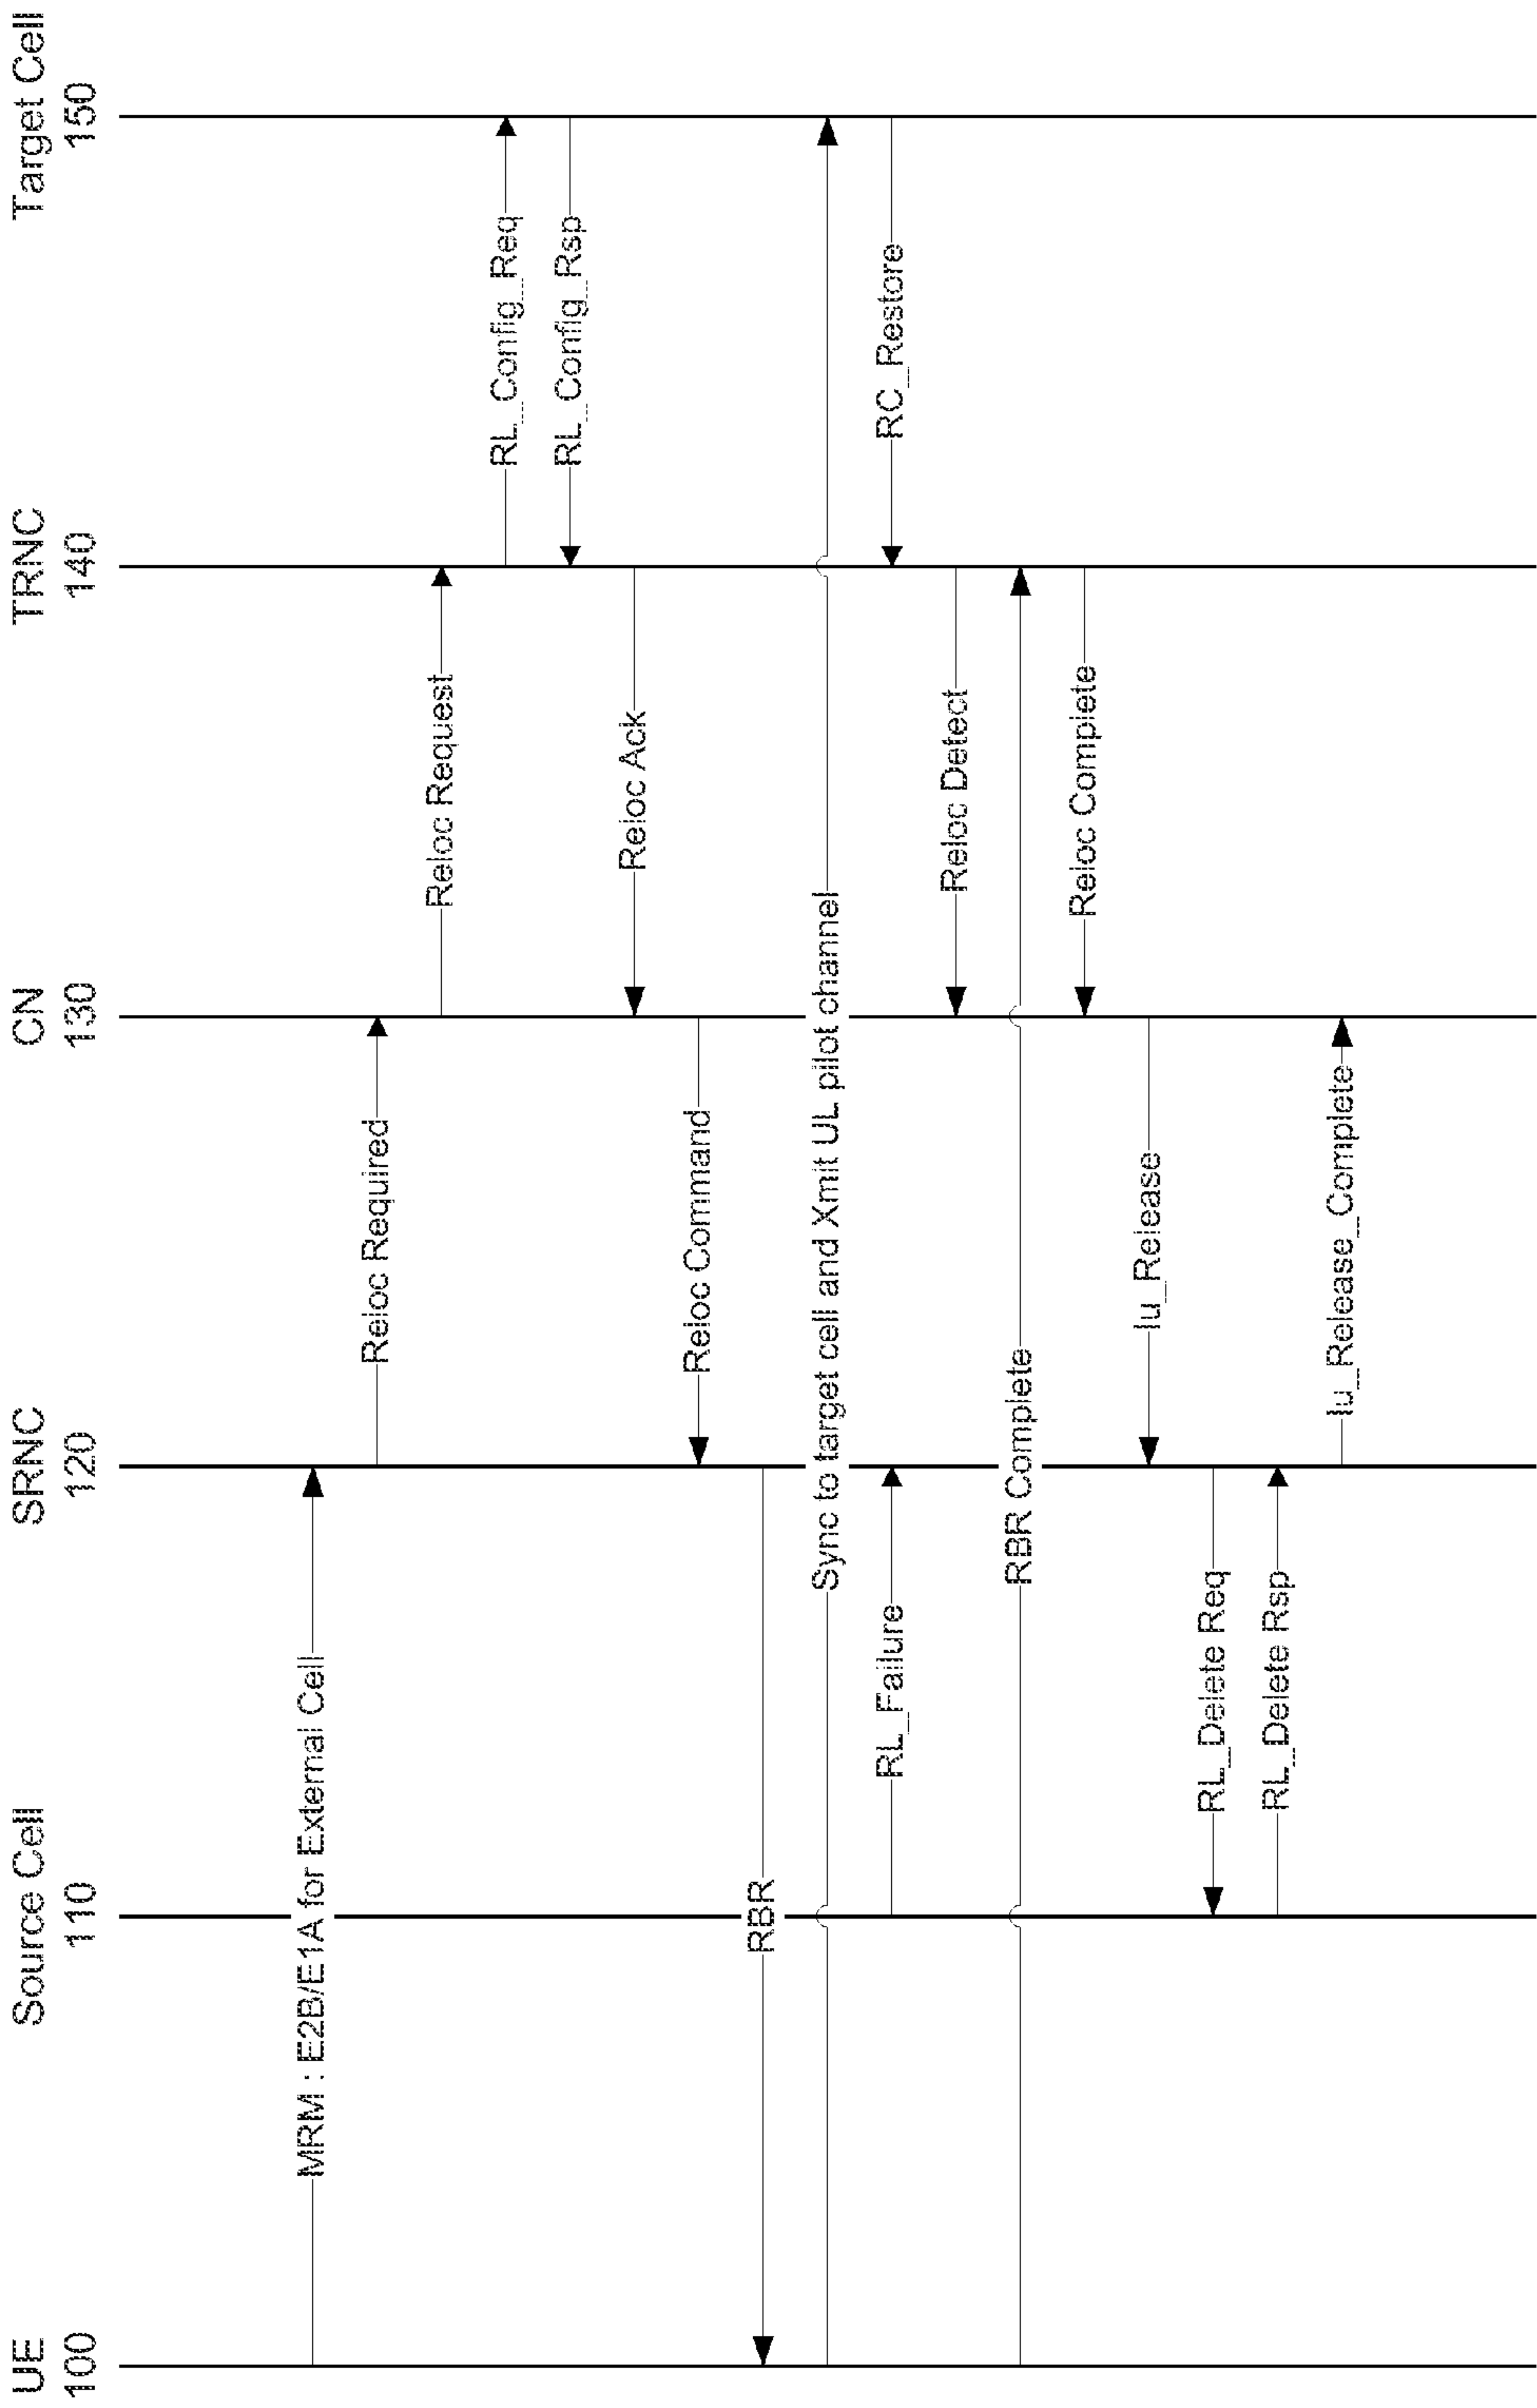 UE
100
Source Cell
110
SRNC
120
CN
130
TRNC
140
Target Cell
150
MRM : E2B/E1A for External Cell
Reloc Required
Reloc Request
RL_Config_Req
RL_Config_Rsp
Reloc Ack
Reloc Command
RBR
Sync to target cell and Xmit UL pilot channel
RL_Failure
RC_Restore
Reloc Detect
RBR Complete
Reloc Complete
Iu_Release
RL_Delete Req
RL_Delete Rsp
Iu_Release_Complete